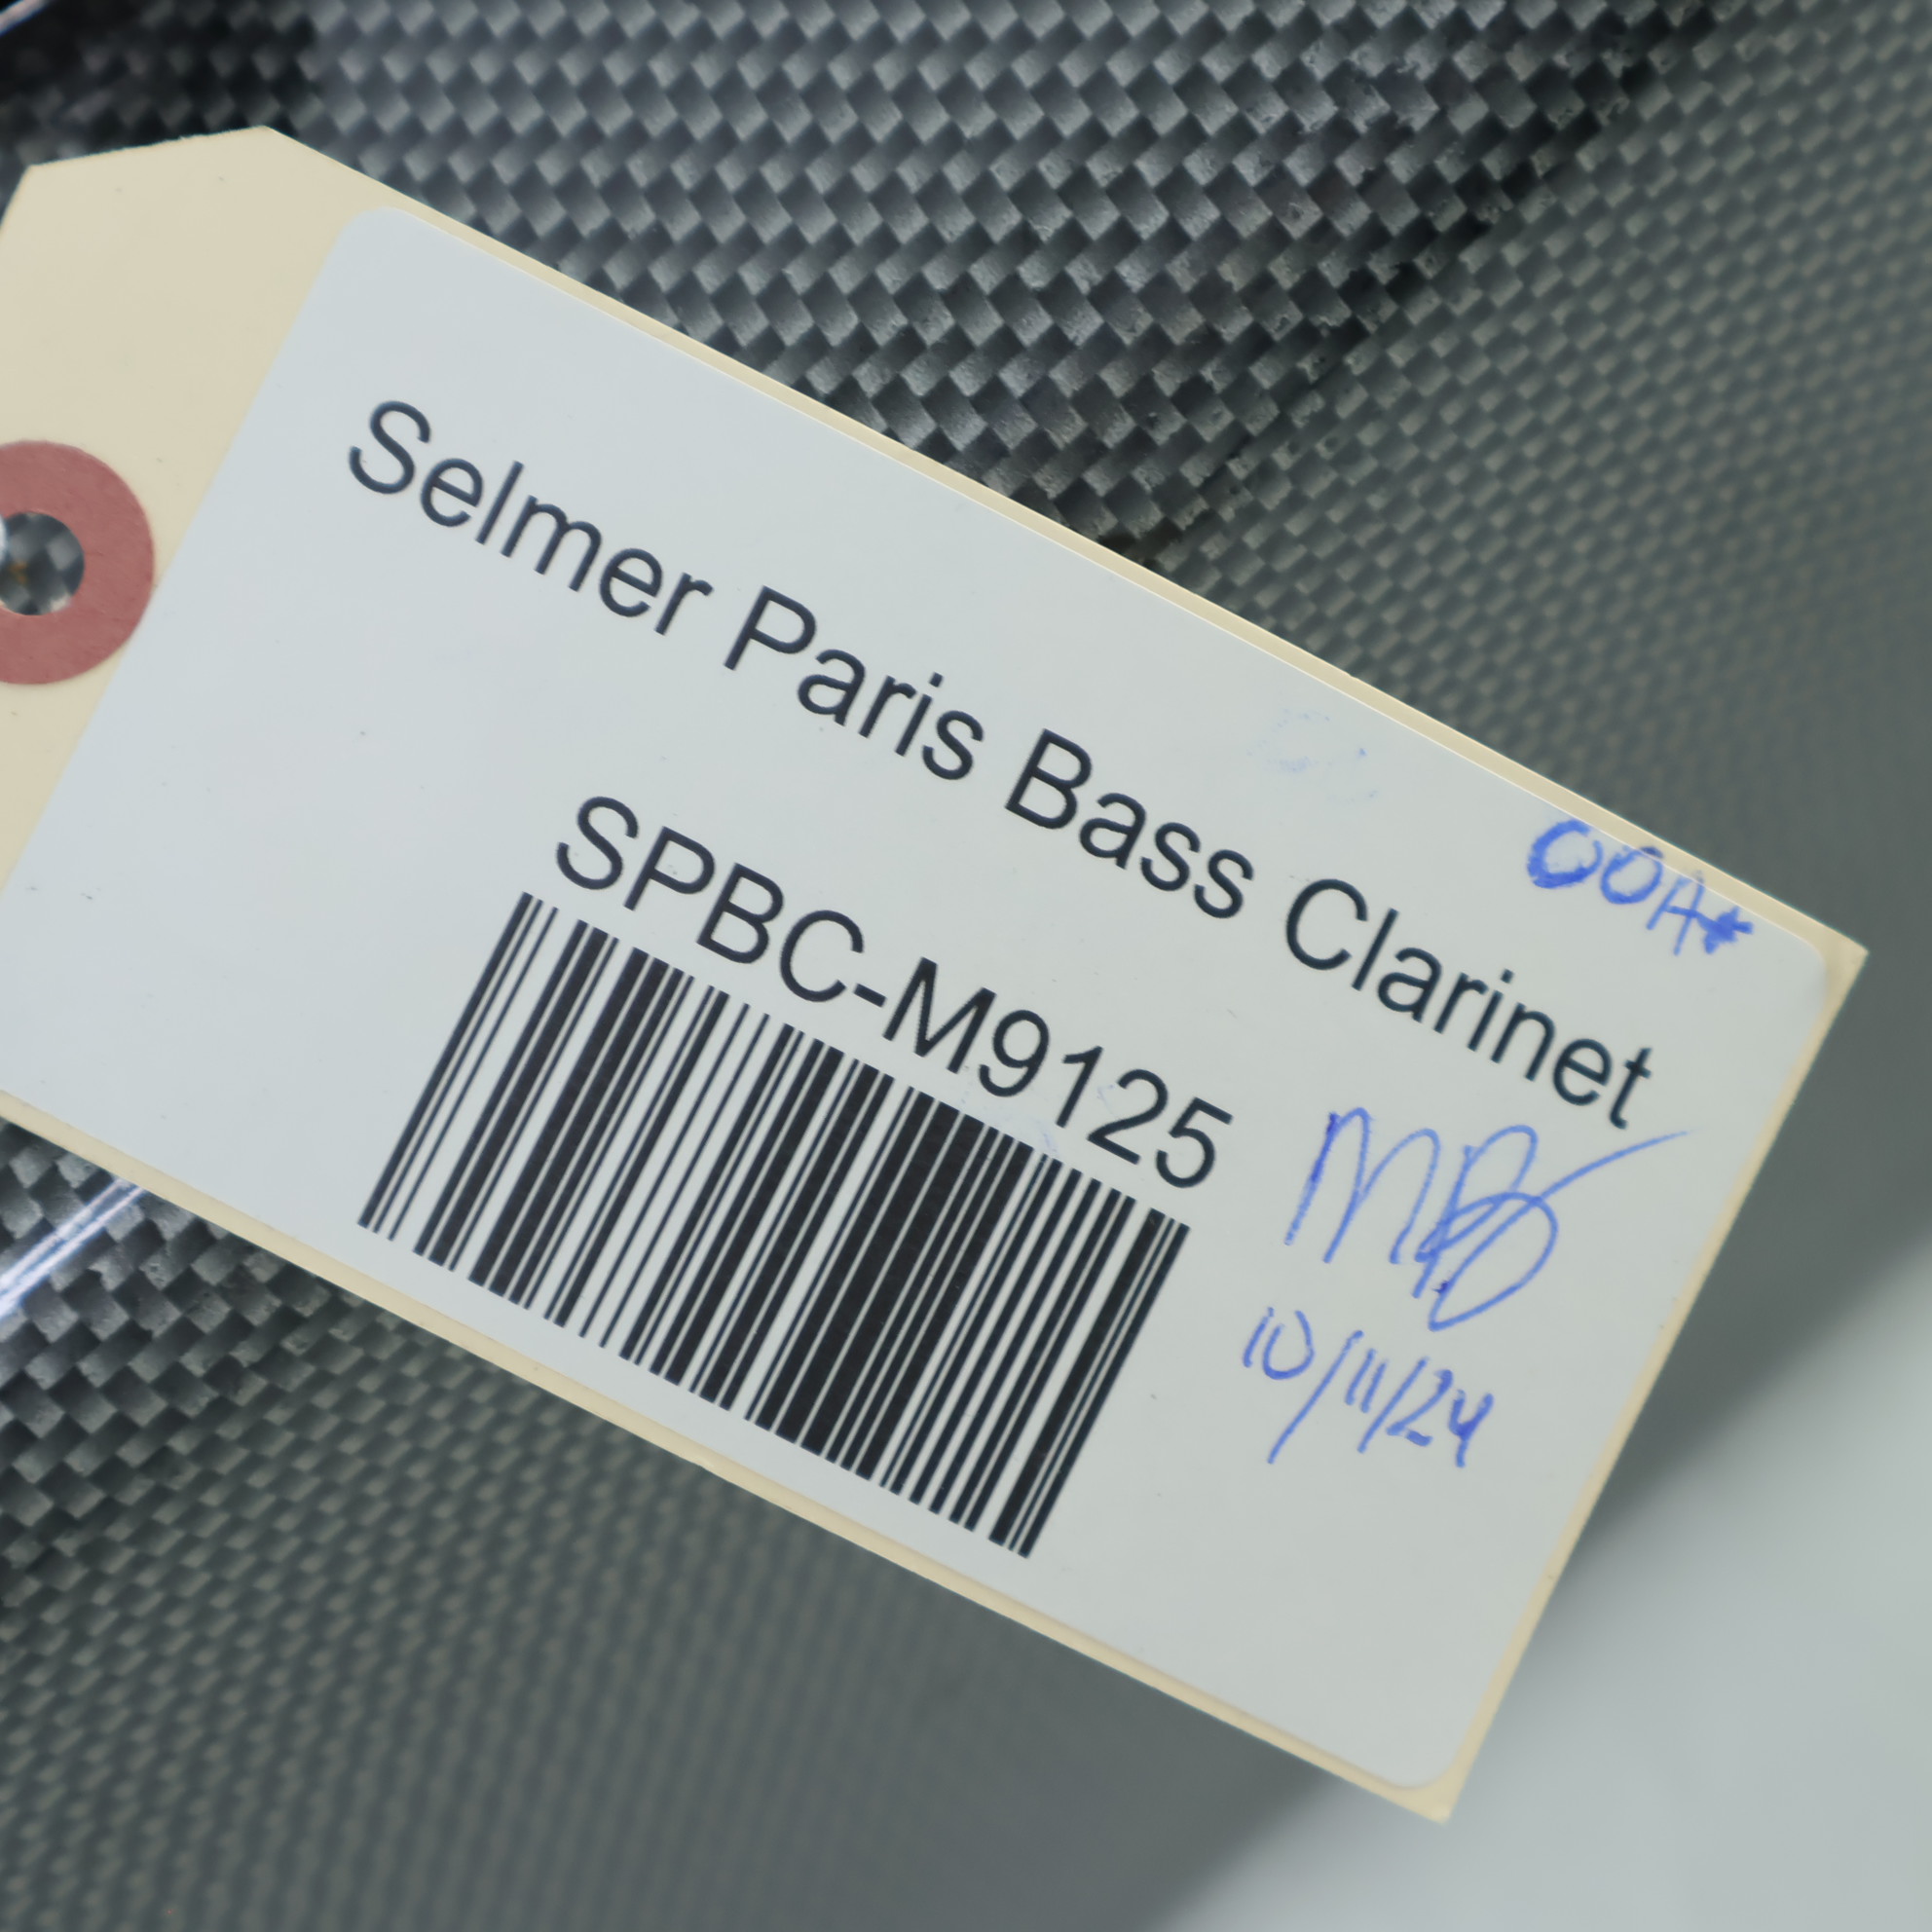 Selmer Paris Bass Clarinet
OOA*
SPBC-M9125
MB
10/11/24